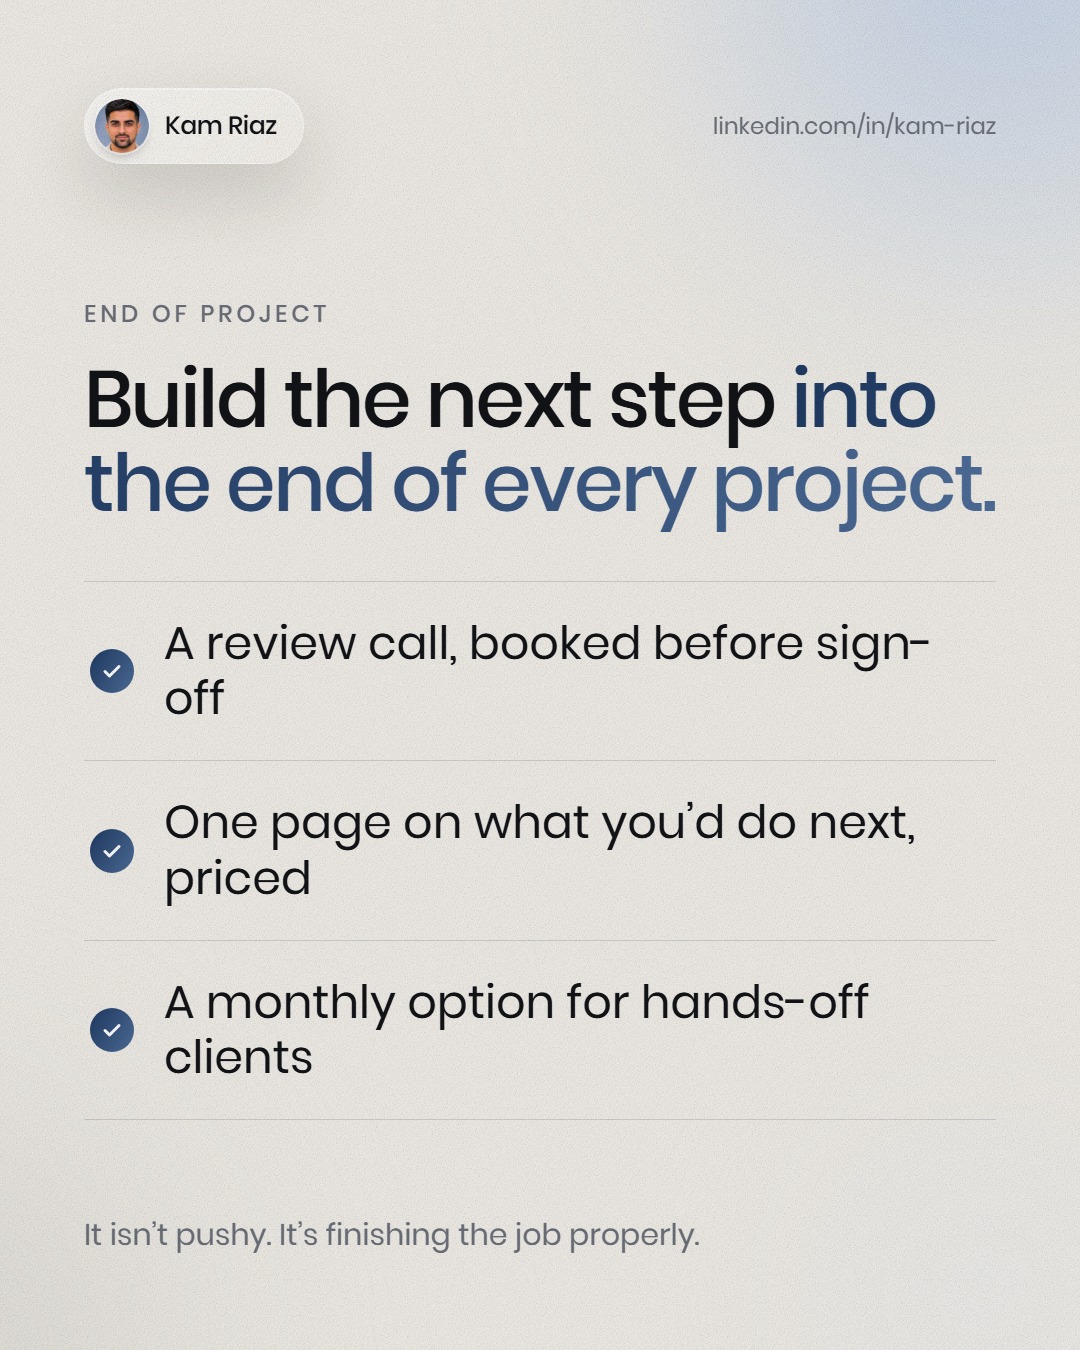 Kam Riaz
linkedin.com/in/kam-riaz
END OF PROJECT
Build the next step into
the end of every project.
A review call, booked before sign-
off
One page on what you’d do next,
priced
A monthly option for hands-off
clients
It isn’t pushy. It’s finishing the job properly.